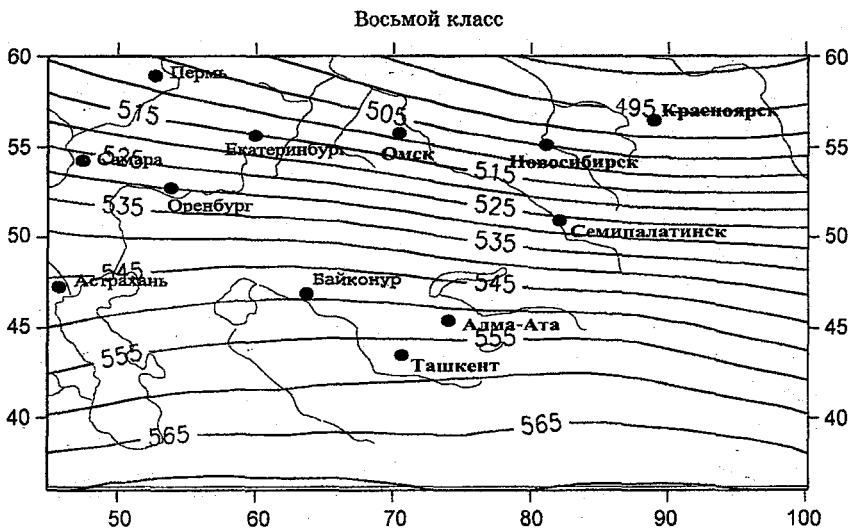 Восьмой класс
60 60
Пермь
515 505 495 Красноярск
55 525 Самара Екатеринбург Омск Новосибирск 55
515
535 Оренбург 525
50 Семипалатинск 50
535
545 Астрахань Байконур 545
45 Алма-Ата 45
555 555
Ташкент
40 565 565 40
50 60 70 80 90 100